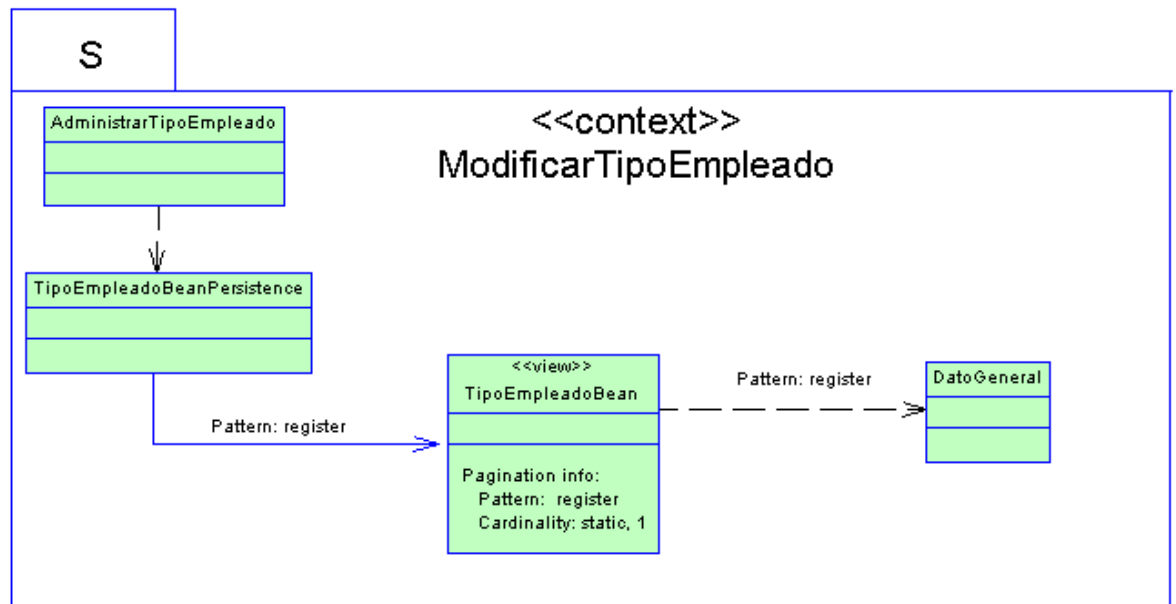 S
<<context>>
ModificarTipoEmpleado
AdministrarTipoEmpleado
TipoEmpleadoBeanPersistence
Pattern: register
<<view>>
TipoEmpleadoBean
Pagination info:
Pattern: register
Cardinality: static, 1
Pattern: register
DatoGeneral